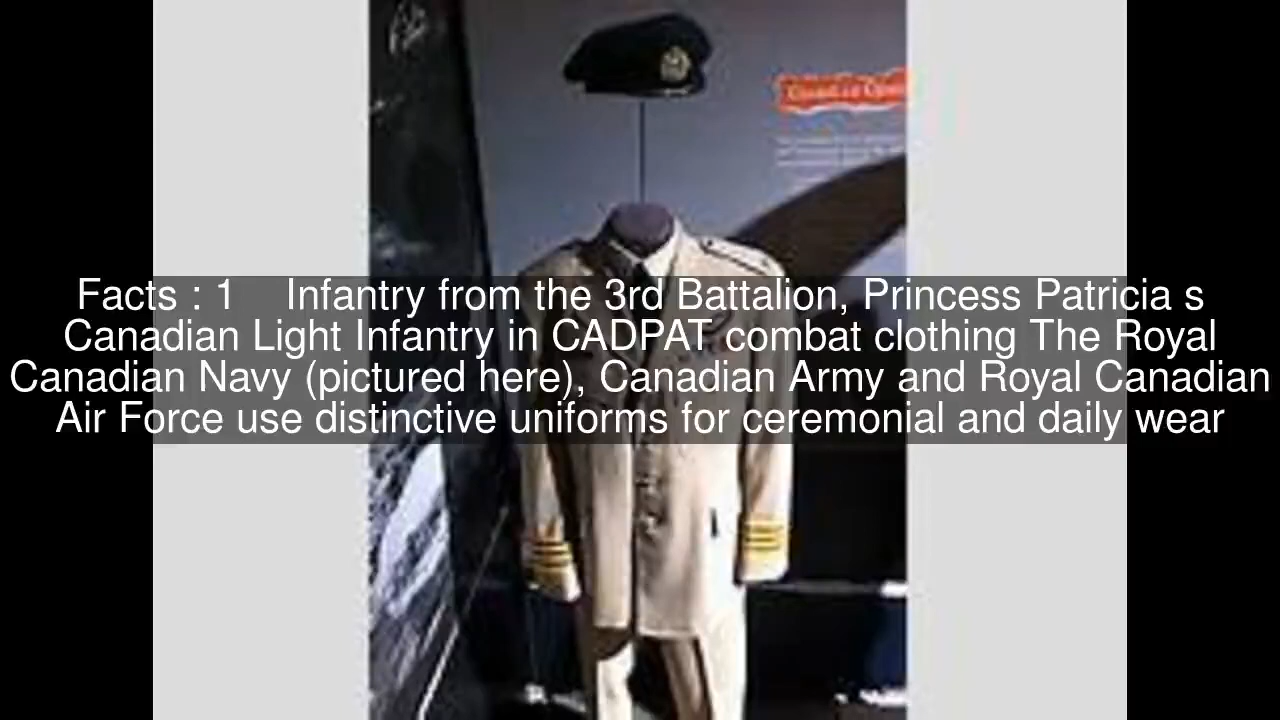 Facts : 1 Infantry from the 3rd Battalion, Princess Patricia s
Canadian Light Infantry in CADPAT combat clothing The Royal
Canadian Navy (pictured here), Canadian Army and Royal Canadian
Air Force use distinctive uniforms for ceremonial and daily wear